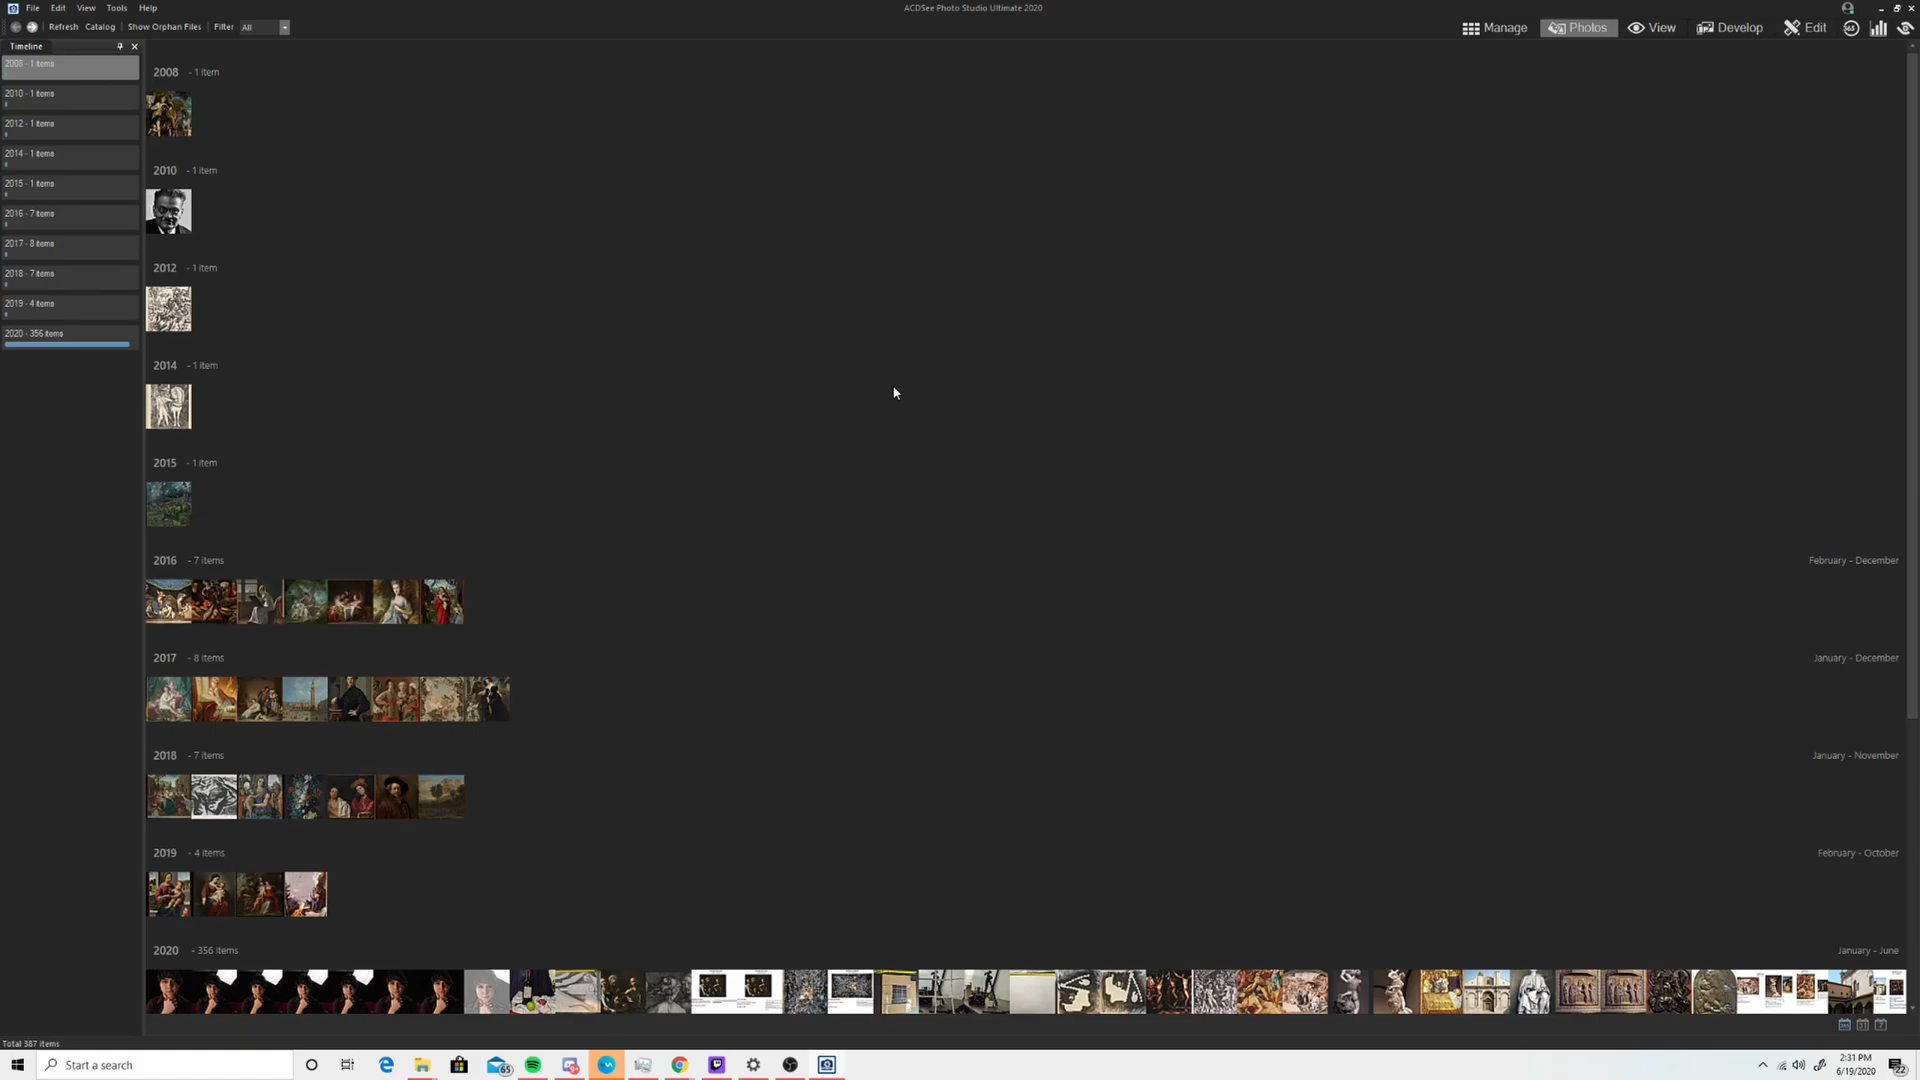 File Edit View Tools Help
ACDSee Photo Studio Ultimate 2020
Refresh Catalog Show Orphan Files Filter All
Manage Photos View Develop Edit 365
Timeline
2008 - 1 items
2010 - 1 items
2012 - 1 items
2014 - 1 items
2015 - 1 items
2016 - 7 items
2017 - 8 items
2018 - 7 items
2019 - 4 items
2020 - 356 items
2008 - 1 item
2010 - 1 item
2012 - 1 item
2014 - 1 item
2015 - 1 item
2016 - 7 items February - December
2017 - 8 items January - December
2018 - 7 items January - November
2019 - 4 items February - October
2020 - 356 items January - June
31 7
Total 387 items
Start a search
65
2:31 PM
6/19/2020
22